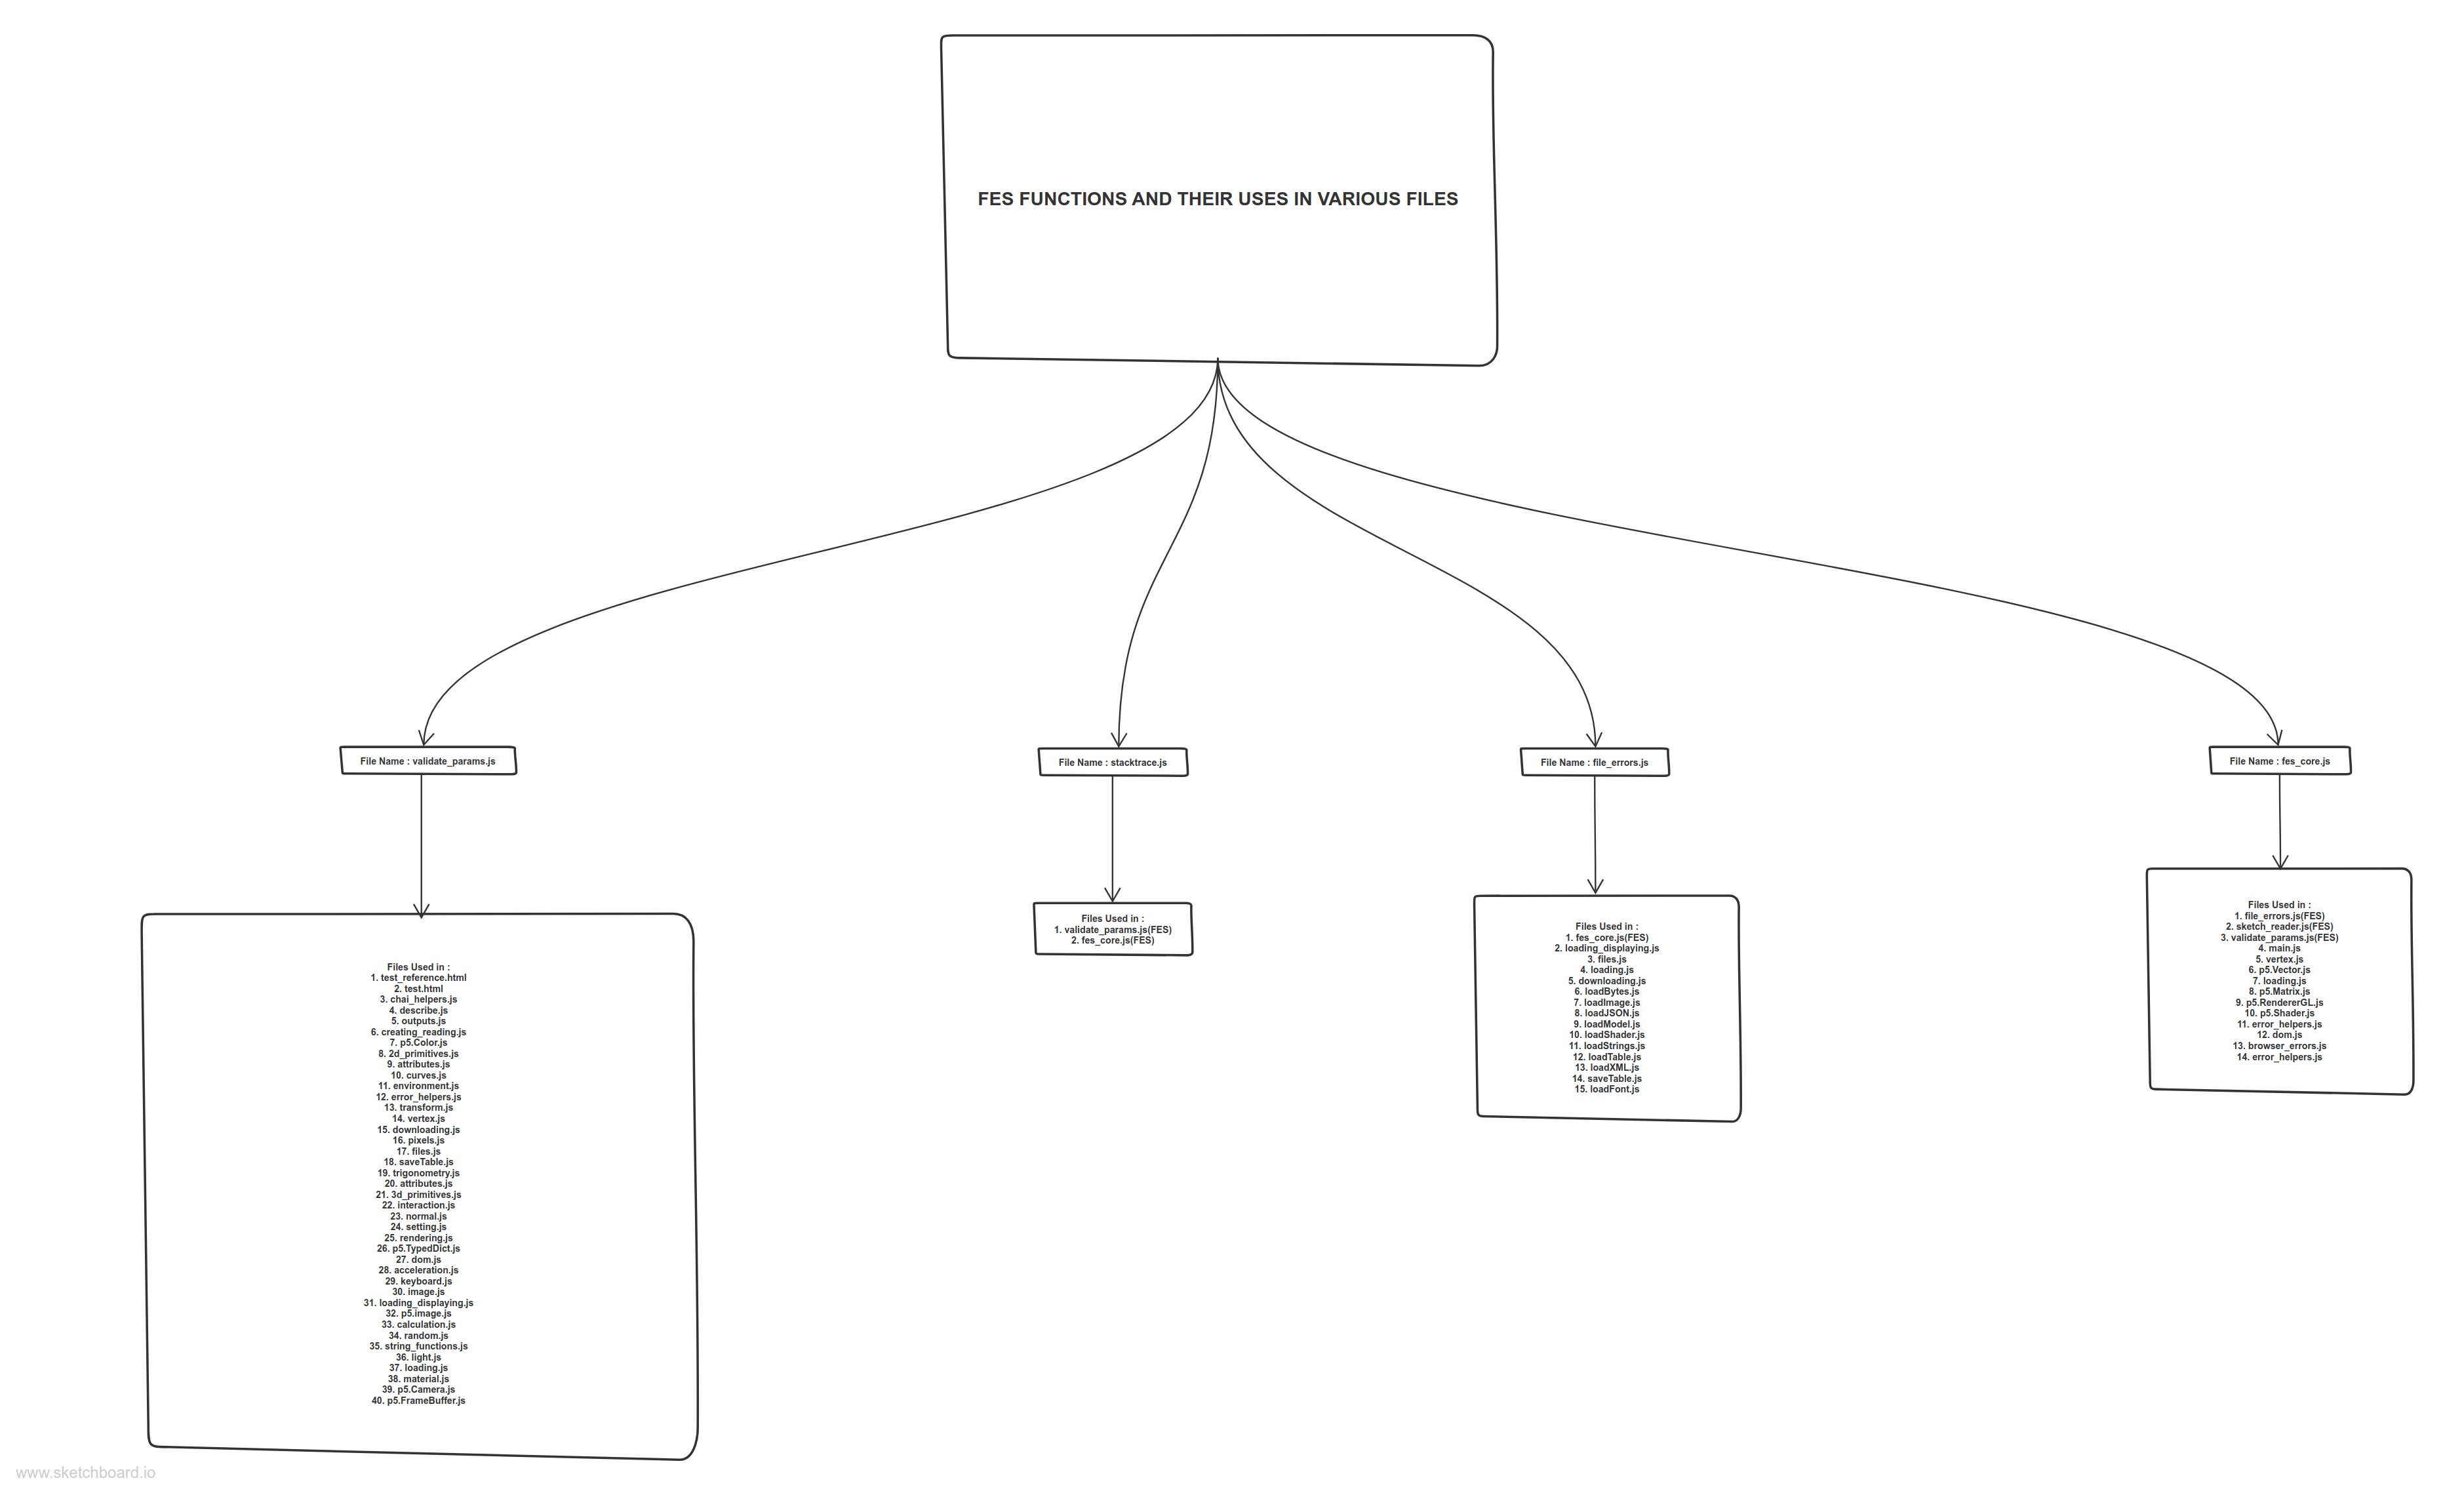 FES FUNCTIONS AND THEIR USES IN VARIOUS FILES
File Name : validate_params.js
File Name : stacktrace.js
File Name : file_errors.js
File Name : fes_core.js
Files Used in :
1. test_reference.html
2. test.html
3. chai_helpers.js
4. describe.js
5. outputs.js
6. creating_reading.js
7. p5.Color.js
8. 2d_primitives.js
9. attributes.js
10. curves.js
11. environment.js
12. error_helpers.js
13. transform.js
14. vertex.js
15. downloading.js
16. pixels.js
17. files.js
18. saveTable.js
19. trigonometry.js
20. attributes.js
21. 3d_primitives.js
22. interaction.js
23. normal.js
24. setting.js
25. rendering.js
26. p5.TypedDict.js
27. dom.js
28. acceleration.js
29. keyboard.js
30. image.js
31. loading_displaying.js
32. p5.image.js
33. calculation.js
34. random.js
35. string_functions.js
36. light.js
37. loading.js
38. material.js
39. p5.Camera.js
40. p5.FrameBuffer.js
Files Used in :
1. validate_params.js(FES)
2. fes_core.js(FES)
Files Used in :
1. fes_core.js(FES)
2. loading_displaying.js
3. files.js
4. loading.js
5. downloading.js
6. loadBytes.js
7. loadImage.js
8. loadJSON.js
9. loadModel.js
10. loadShader.js
11. loadStrings.js
12. loadTable.js
13. loadXML.js
14. saveTable.js
15. loadFont.js
Files Used in :
1. file_errors.js(FES)
2. sketch_reader.js(FES)
3. validate_params.js(FES)
4. main.js
5. vertex.js
6. p5.Vector.js
7. loading.js
8. p5.Matrix.js
9. p5.RendererGL.js
10. p5.Shader.js
11. error_helpers.js
12. dom.js
13. browser_errors.js
14. error_helpers.js
www.sketchboard.io